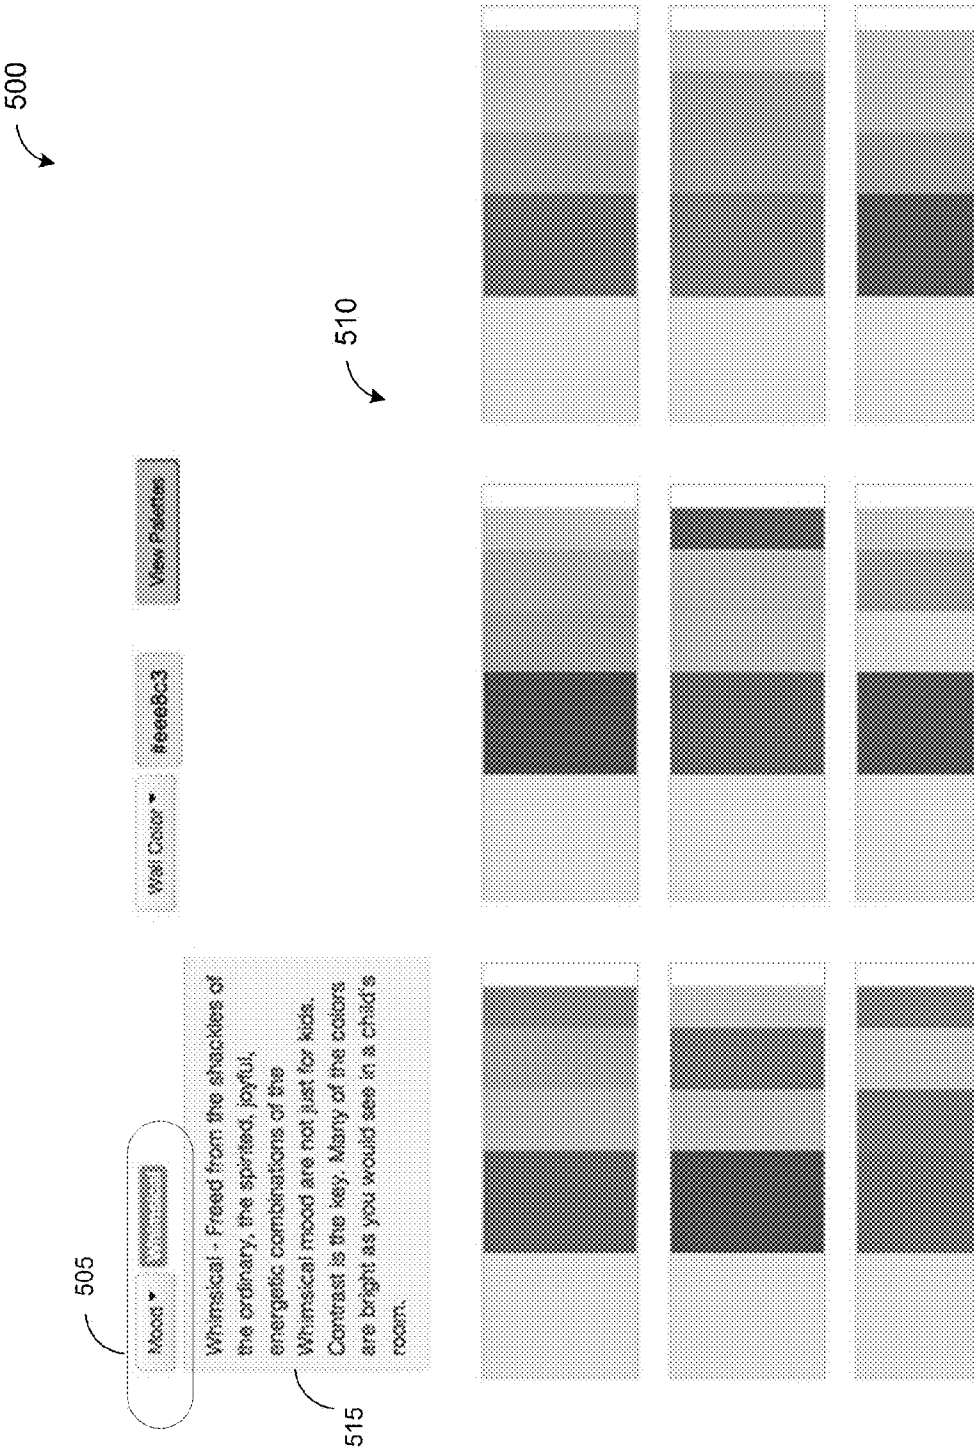 500
505
Mood
Wall Color
#eee8c3
View Palettes
Whimsical - Freed from the shackles of
the ordinary, the spirited, joyful,
energetic combinations of the
Whimsical mood are not just for kids.
Contrast is the key. Many of the colors
are bright as you would see in a child's
room.
515
510